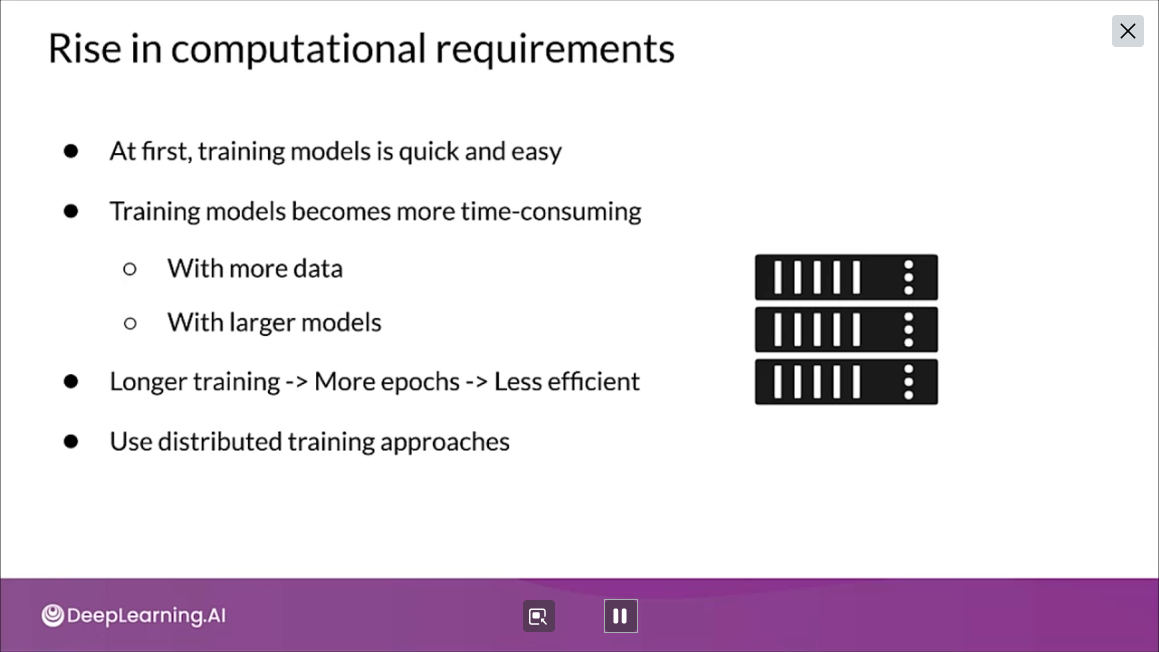 Rise in computational requirements
● At first, training models is quick and easy
● Training models becomes more time-consuming
○ With more data
○ With larger models
● Longer training -> More epochs -> Less efficient
● Use distributed training approaches
DeepLearning.AI